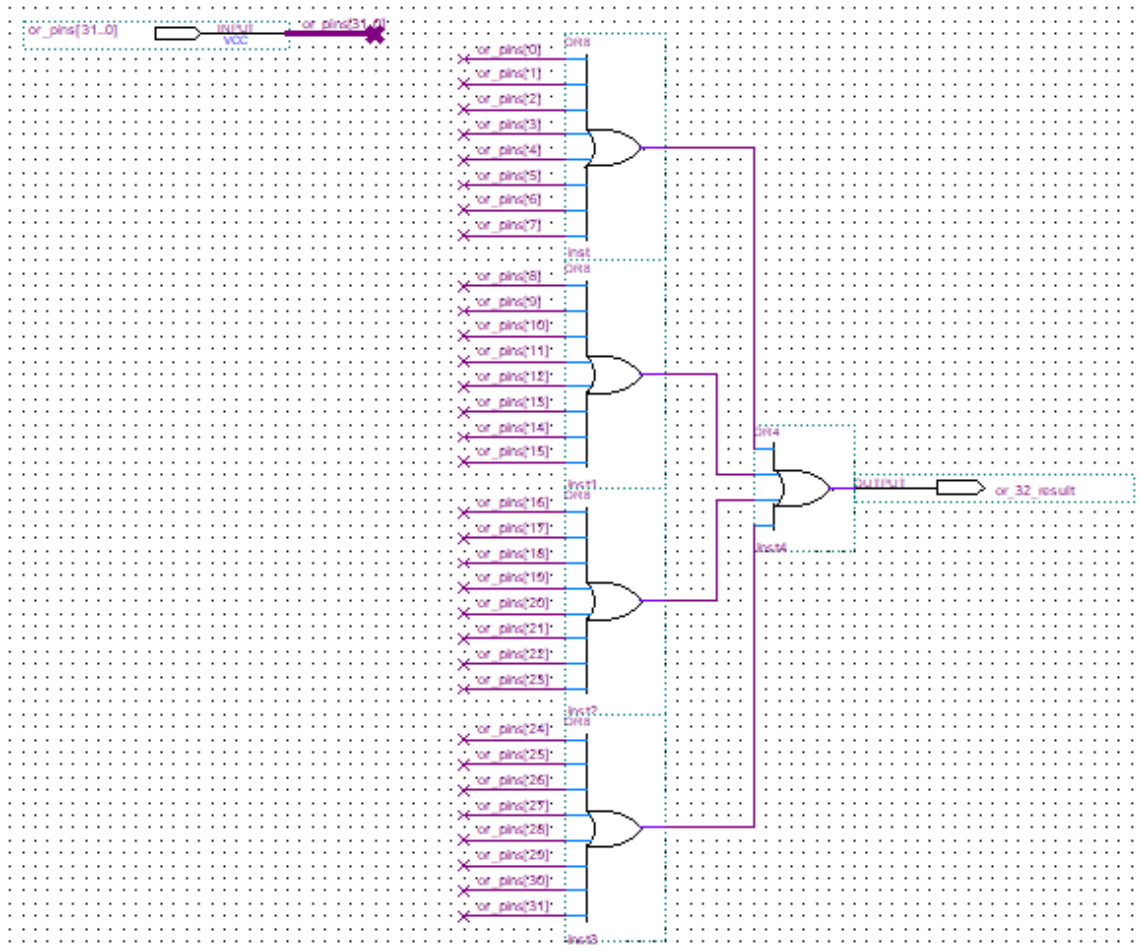 or_pins[31..0]
INPUT
VCC
or_pins[31..0]
OR8
or_pins[0]
or_pins[1]
or_pins[2]
or_pins[3]
or_pins[4]
or_pins[5]
or_pins[6]
or_pins[7]
inst
OR8
or_pins[8]
or_pins[9]
or_pins[10]
or_pins[11]
or_pins[12]
or_pins[13]
or_pins[14]
or_pins[15]
inst1
OR8
or_pins[16]
or_pins[17]
or_pins[18]
or_pins[19]
or_pins[20]
or_pins[21]
or_pins[22]
or_pins[23]
inst2
OR8
or_pins[24]
or_pins[25]
or_pins[26]
or_pins[27]
or_pins[28]
or_pins[29]
or_pins[30]
or_pins[31]
inst3
OR4
inst4
OUTPUT
or_32_result